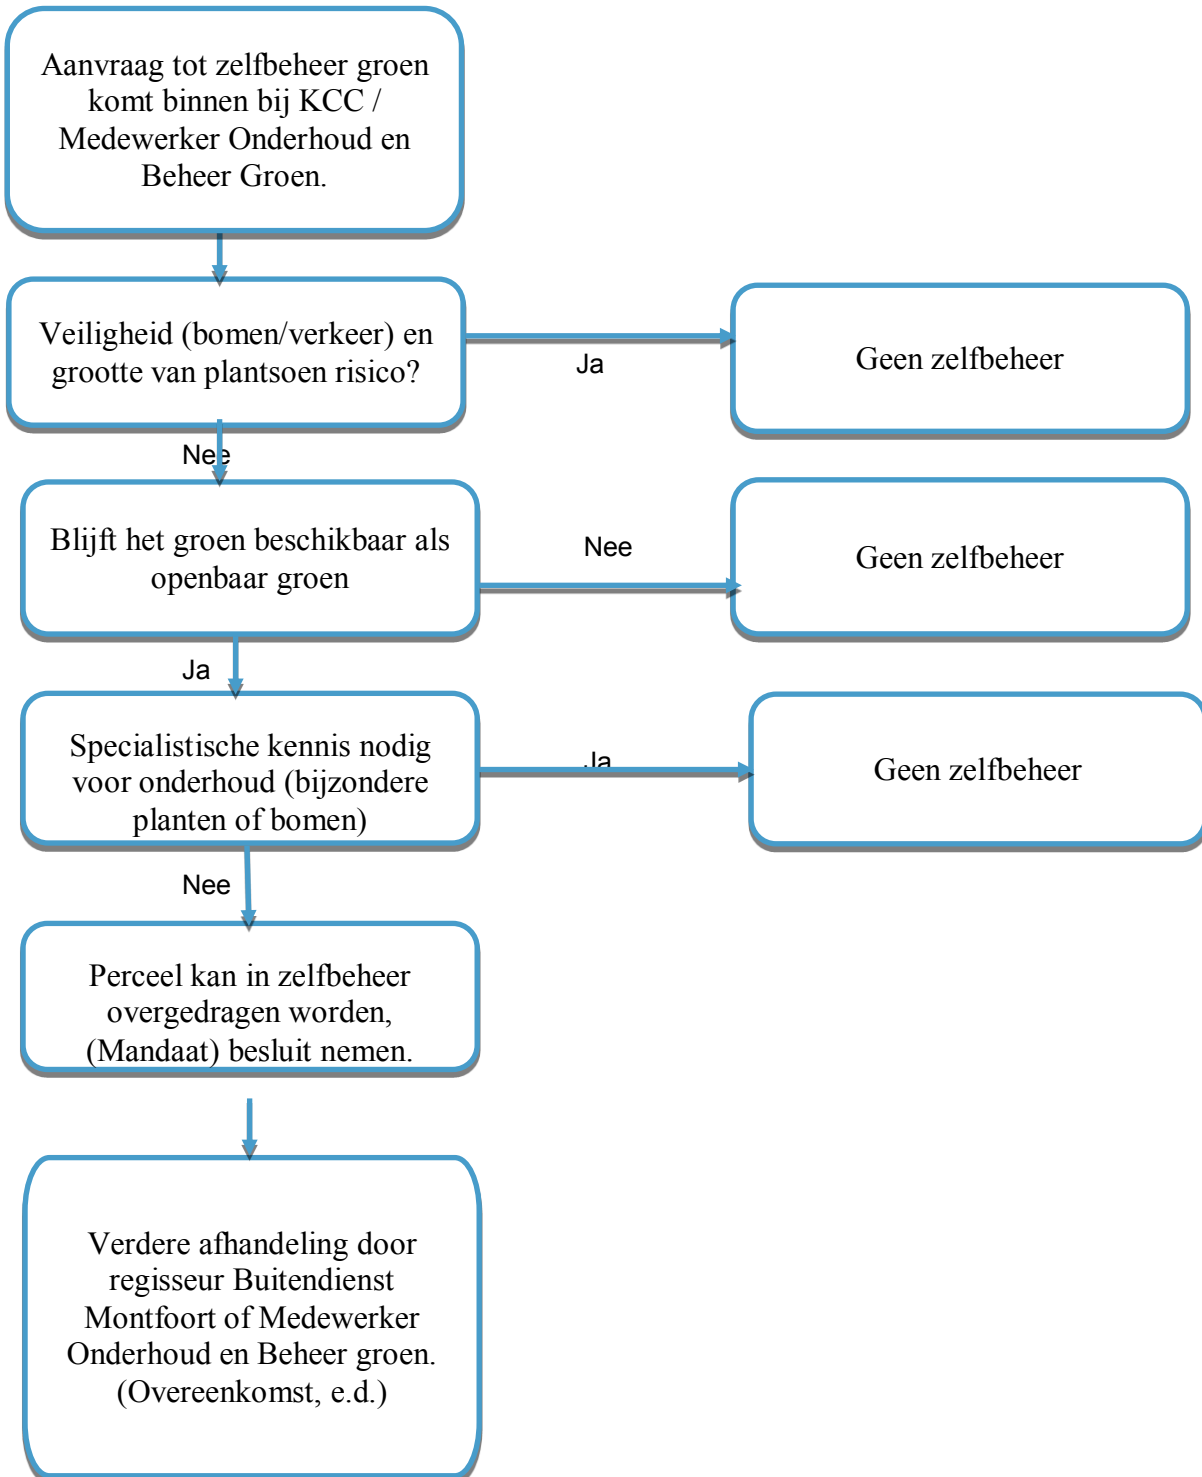 Aanvraag tot zelfbeheer groen
komt binnen bij KCC /
Medewerker Onderhoud en
Beheer Groen.
Veiligheid (bomen/verkeer) en
grootte van plantsoen risico?
Ja
Geen zelfbeheer
Nee
Blijft het groen beschikbaar als
openbaar groen
Nee
Geen zelfbeheer
Ja
Specialistische kennis nodig
voor onderhoud (bijzondere
planten of bomen)
Ja
Geen zelfbeheer
Nee
Perceel kan in zelfbeheer
overgedragen worden,
(Mandaat) besluit nemen.
Verdere afhandeling door
regisseur Buitendienst
Montfoort of Medewerker
Onderhoud en Beheer groen.
(Overeenkomst, e.d.)